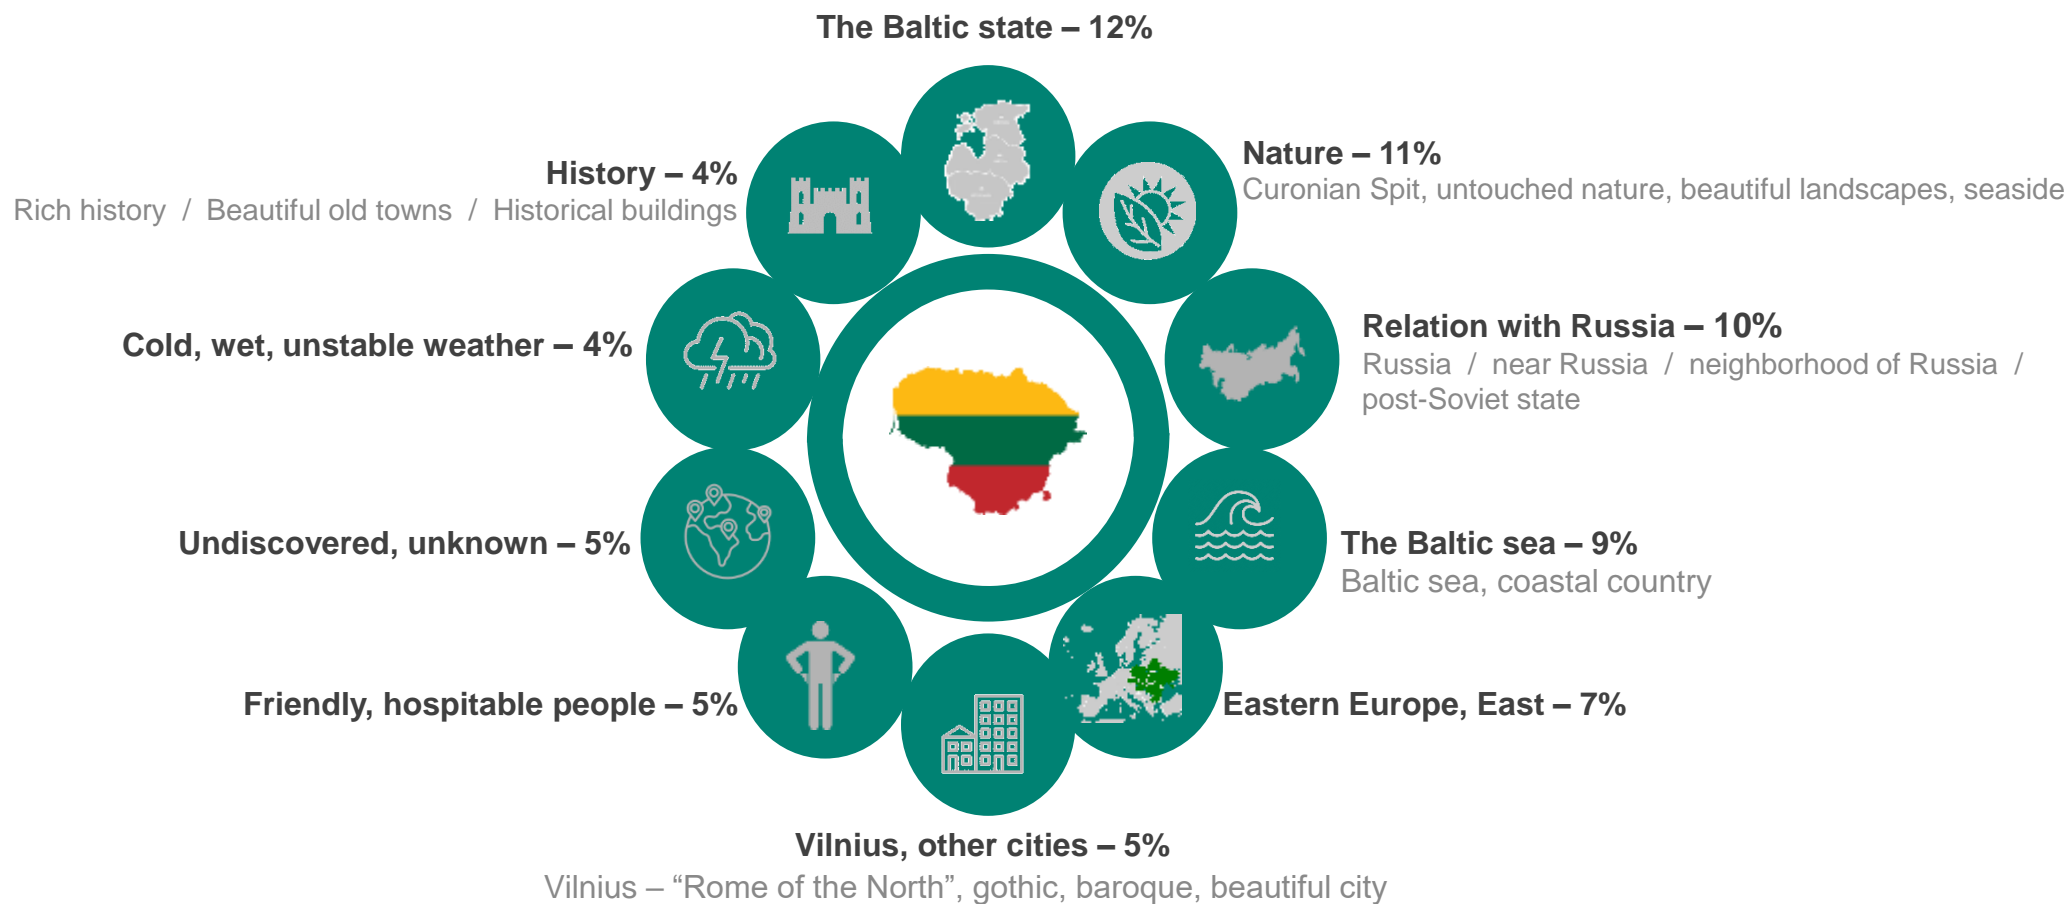 The Baltic state – 12%
Nature – 11%
Curonian Spit, untouched nature, beautiful landscapes, seaside
Relation with Russia – 10%
Russia / near Russia / neighborhood of Russia /
post-Soviet state
The Baltic sea – 9%
Baltic sea, coastal country
Eastern Europe, East – 7%
Vilnius, other cities – 5%
Vilnius – “Rome of the North”, gothic, baroque, beautiful city
Friendly, hospitable people – 5%
Undiscovered, unknown – 5%
Cold, wet, unstable weather – 4%
History – 4%
Rich history / Beautiful old towns / Historical buildings